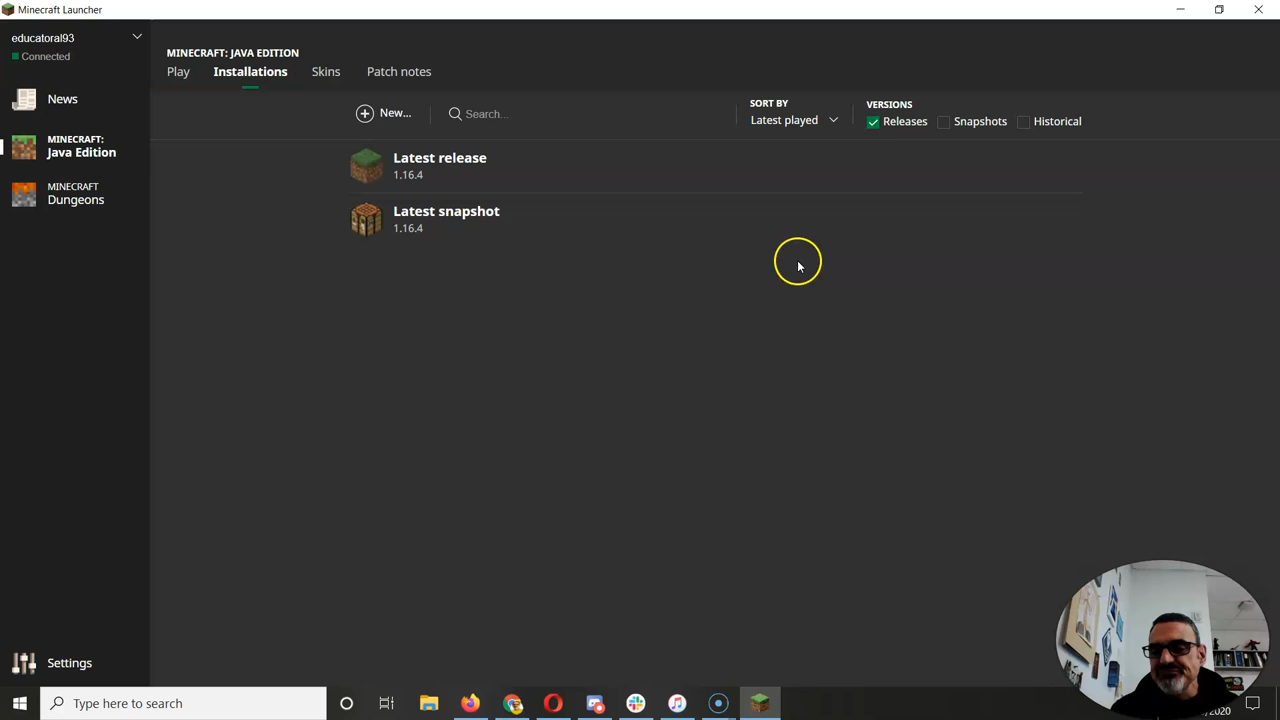 Minecraft Launcher
educatoral93
Connected
News
MINECRAFT:
Java Edition
MINECRAFT
Dungeons
Settings
MINECRAFT: JAVA EDITION
Play Installations Skins Patch notes
New... Search...
SORT BY
Latest played
VERSIONS
Releases Snapshots Historical
Latest release
1.16.4
Latest snapshot
1.16.4
Type here to search
/2020